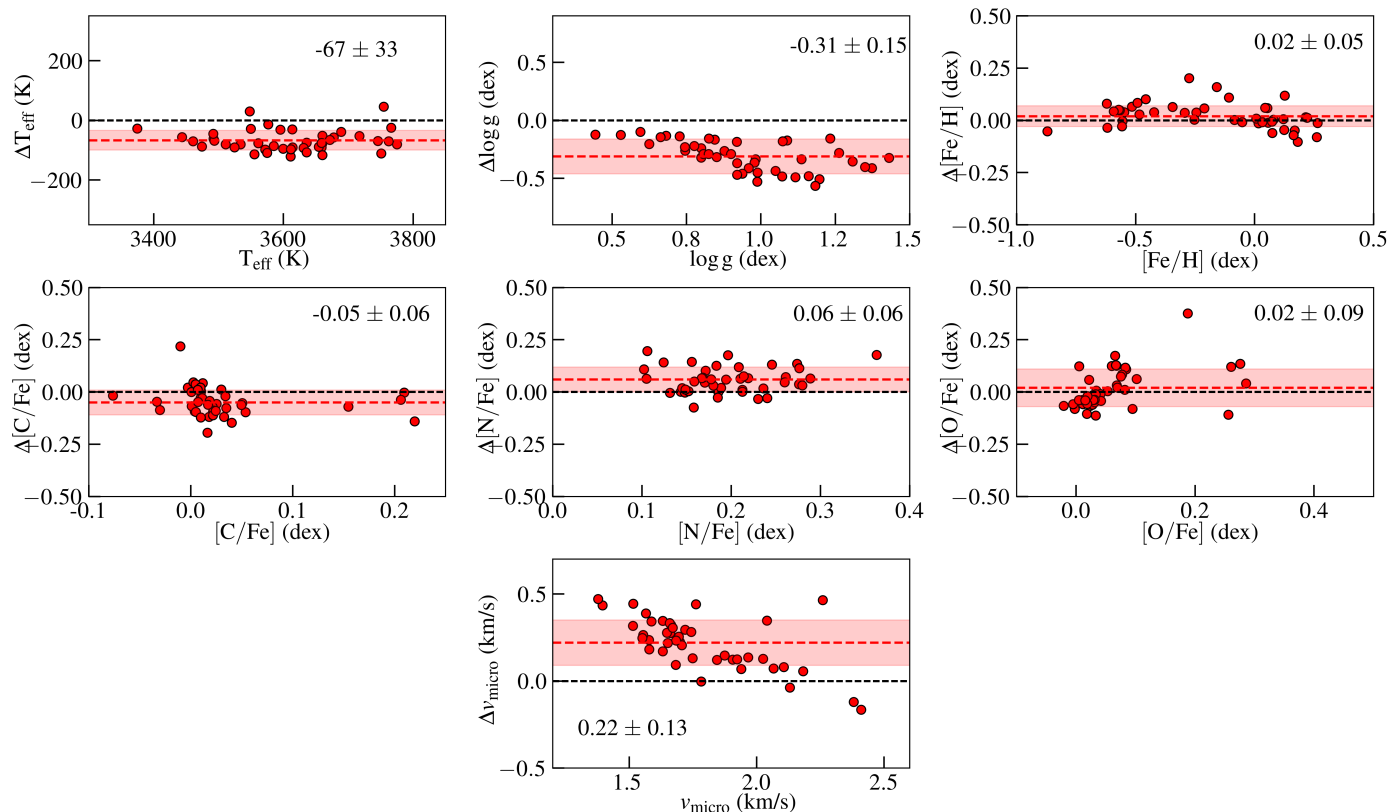 200
0
−200
ΔT_eff (K)
-67 ± 33
3400
3600
3800
T_eff (K)
0.5
0.0
−0.5
Δlog g (dex)
-0.31 ± 0.15
0.5
0.8
1.0
1.2
1.5
log g (dex)
0.50
0.25
0.00
−0.25
−0.50
Δ[Fe/H] (dex)
0.02 ± 0.05
-1.0
-0.5
0.0
0.5
[Fe/H] (dex)
0.50
0.25
0.00
−0.25
−0.50
Δ[C/Fe] (dex)
-0.05 ± 0.06
-0.1
0.0
0.1
0.2
[C/Fe] (dex)
0.50
0.25
0.00
−0.25
−0.50
Δ[N/Fe] (dex)
0.06 ± 0.06
0.0
0.1
0.2
0.3
0.4
[N/Fe] (dex)
0.50
0.25
0.00
−0.25
−0.50
Δ[O/Fe] (dex)
0.02 ± 0.09
0.0
0.2
0.4
[O/Fe] (dex)
0.5
0.0
−0.5
Δv_micro (km/s)
0.22 ± 0.13
1.5
2.0
2.5
v_micro (km/s)